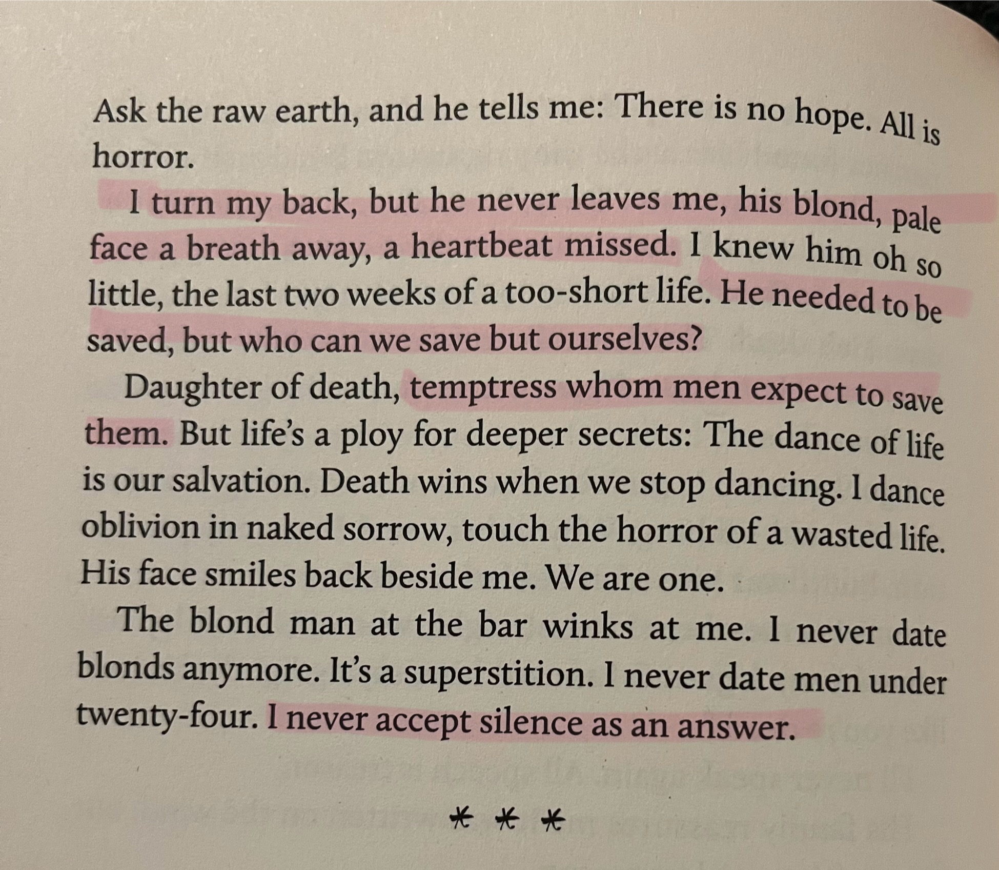 Ask the raw earth, and he tells me: There is no hope. All is
horror.
I turn my back, but he never leaves me, his blond, pale
face a breath away, a heartbeat missed. I knew him oh so
little, the last two weeks of a too-short life. He needed to be
saved, but who can we save but ourselves?
Daughter of death, temptress whom men expect to save
them. But life’s a ploy for deeper secrets: The dance of life
is our salvation. Death wins when we stop dancing. I dance
oblivion in naked sorrow, touch the horror of a wasted life.
His face smiles back beside me. We are one.
The blond man at the bar winks at me. I never date
blonds anymore. It’s a superstition. I never date men under
twenty-four. I never accept silence as an answer.
* * *